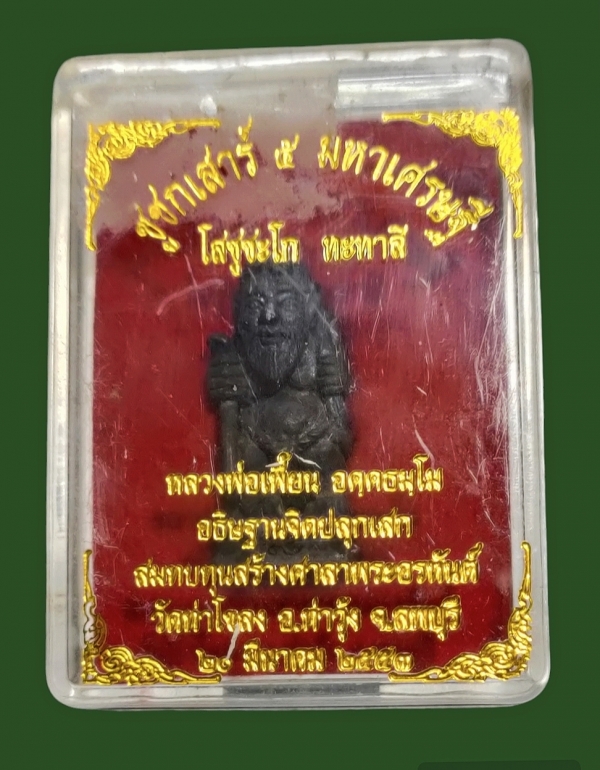 ชูชกเสาร์ ๕ มหาเศรษฐี
โสชูจะโก ทะทาสี
หลวงพ่อเพี้ยน อคฺคธมฺโม
อธิษฐานจิตปลุกเสก
สมทบทุนสร้างศาลาพระอรหันต์
วัดท่าโขลง อ.ท่าวุ้ง จ.ลพบุรี
๒๐ มีนาคม ๒๕๕๓